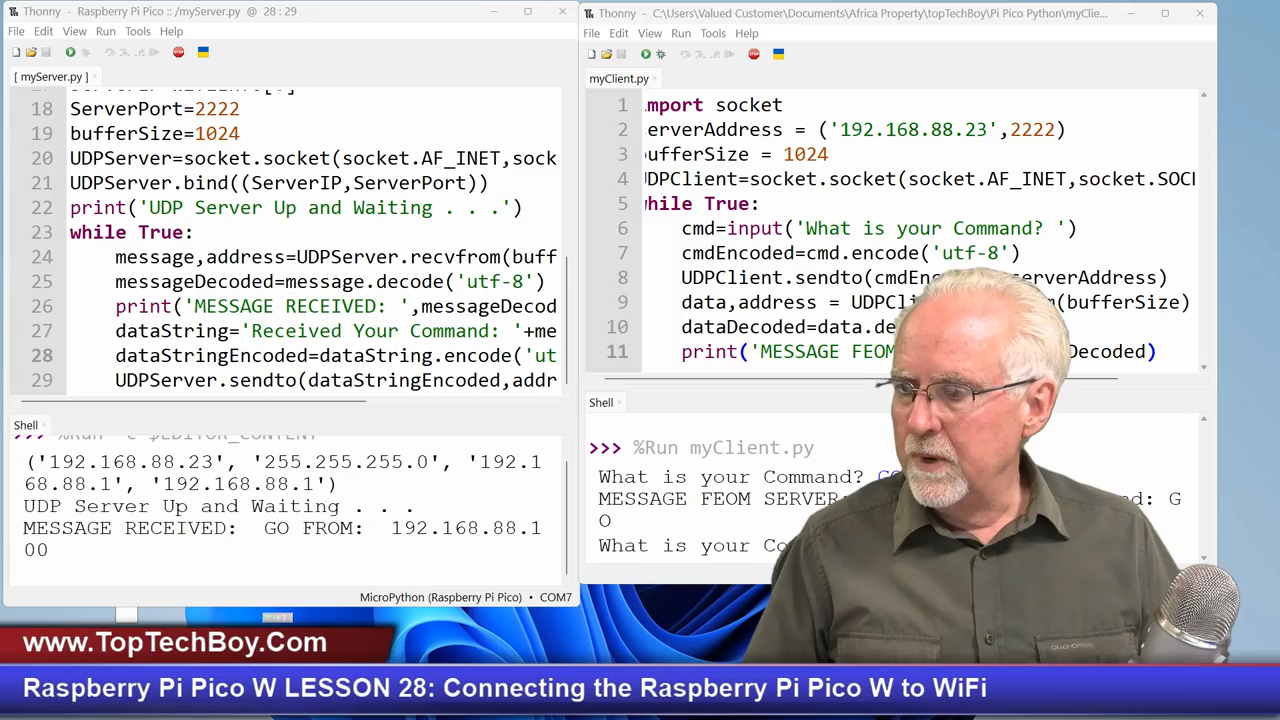 Thonny - Raspberry Pi Pico :: /myServer.py @ 28 : 29
File Edit View Run Tools Help
[ myServer.py ]
18 ServerPort=2222
19 bufferSize=1024
20 UDPServer=socket.socket(socket.AF_INET,sock
21 UDPServer.bind((ServerIP,ServerPort))
22 print('UDP Server Up and Waiting . . .')
23 while True:
24 message,address=UDPServer.recvfrom(buff
25 messageDecoded=message.decode('utf-8')
26 print('MESSAGE RECEIVED: ',messageDecod
27 dataString='Received Your Command: '+me
28 dataStringEncoded=dataString.encode('ut
29 UDPServer.sendto(dataStringEncoded,addr
Shell
>>> %Run -c $EDITOR_CONTENT
('192.168.88.23', '255.255.255.0', '192.1
68.88.1', '192.168.88.1')
UDP Server Up and Waiting . . .
MESSAGE RECEIVED:  GO FROM:  192.168.88.1
00
MicroPython (Raspberry Pi Pico) • COM7
Thonny - C:\Users\Valued Customer\Documents\Africa Property\topTechBoy\Pi Pico Python\myClie...
File Edit View Run Tools Help
myClient.py
1 mport socket
2 erverAddress = ('192.168.88.23',2222)
3 ufferSize = 1024
4 DPClient=socket.socket(socket.AF_INET,socket.SOC
5 hile True:
6 cmd=input('What is your Command? ')
7 cmdEncoded=cmd.encode('utf-8')
8 UDPClient.sendto(cmdEn serverAddress)
9 data,address = UDPCli (bufferSize)
10 dataDecoded=data.de
11 print('MESSAGE FEOM Decoded)
Shell
>>> %Run myClient.py
What is your Command? GO
MESSAGE FEOM SERVER: nd: G
O
What is your Co
www.TopTechBoy.Com
Raspberry Pi Pico W LESSON 28: Connecting the Raspberry Pi Pico W to WiFi